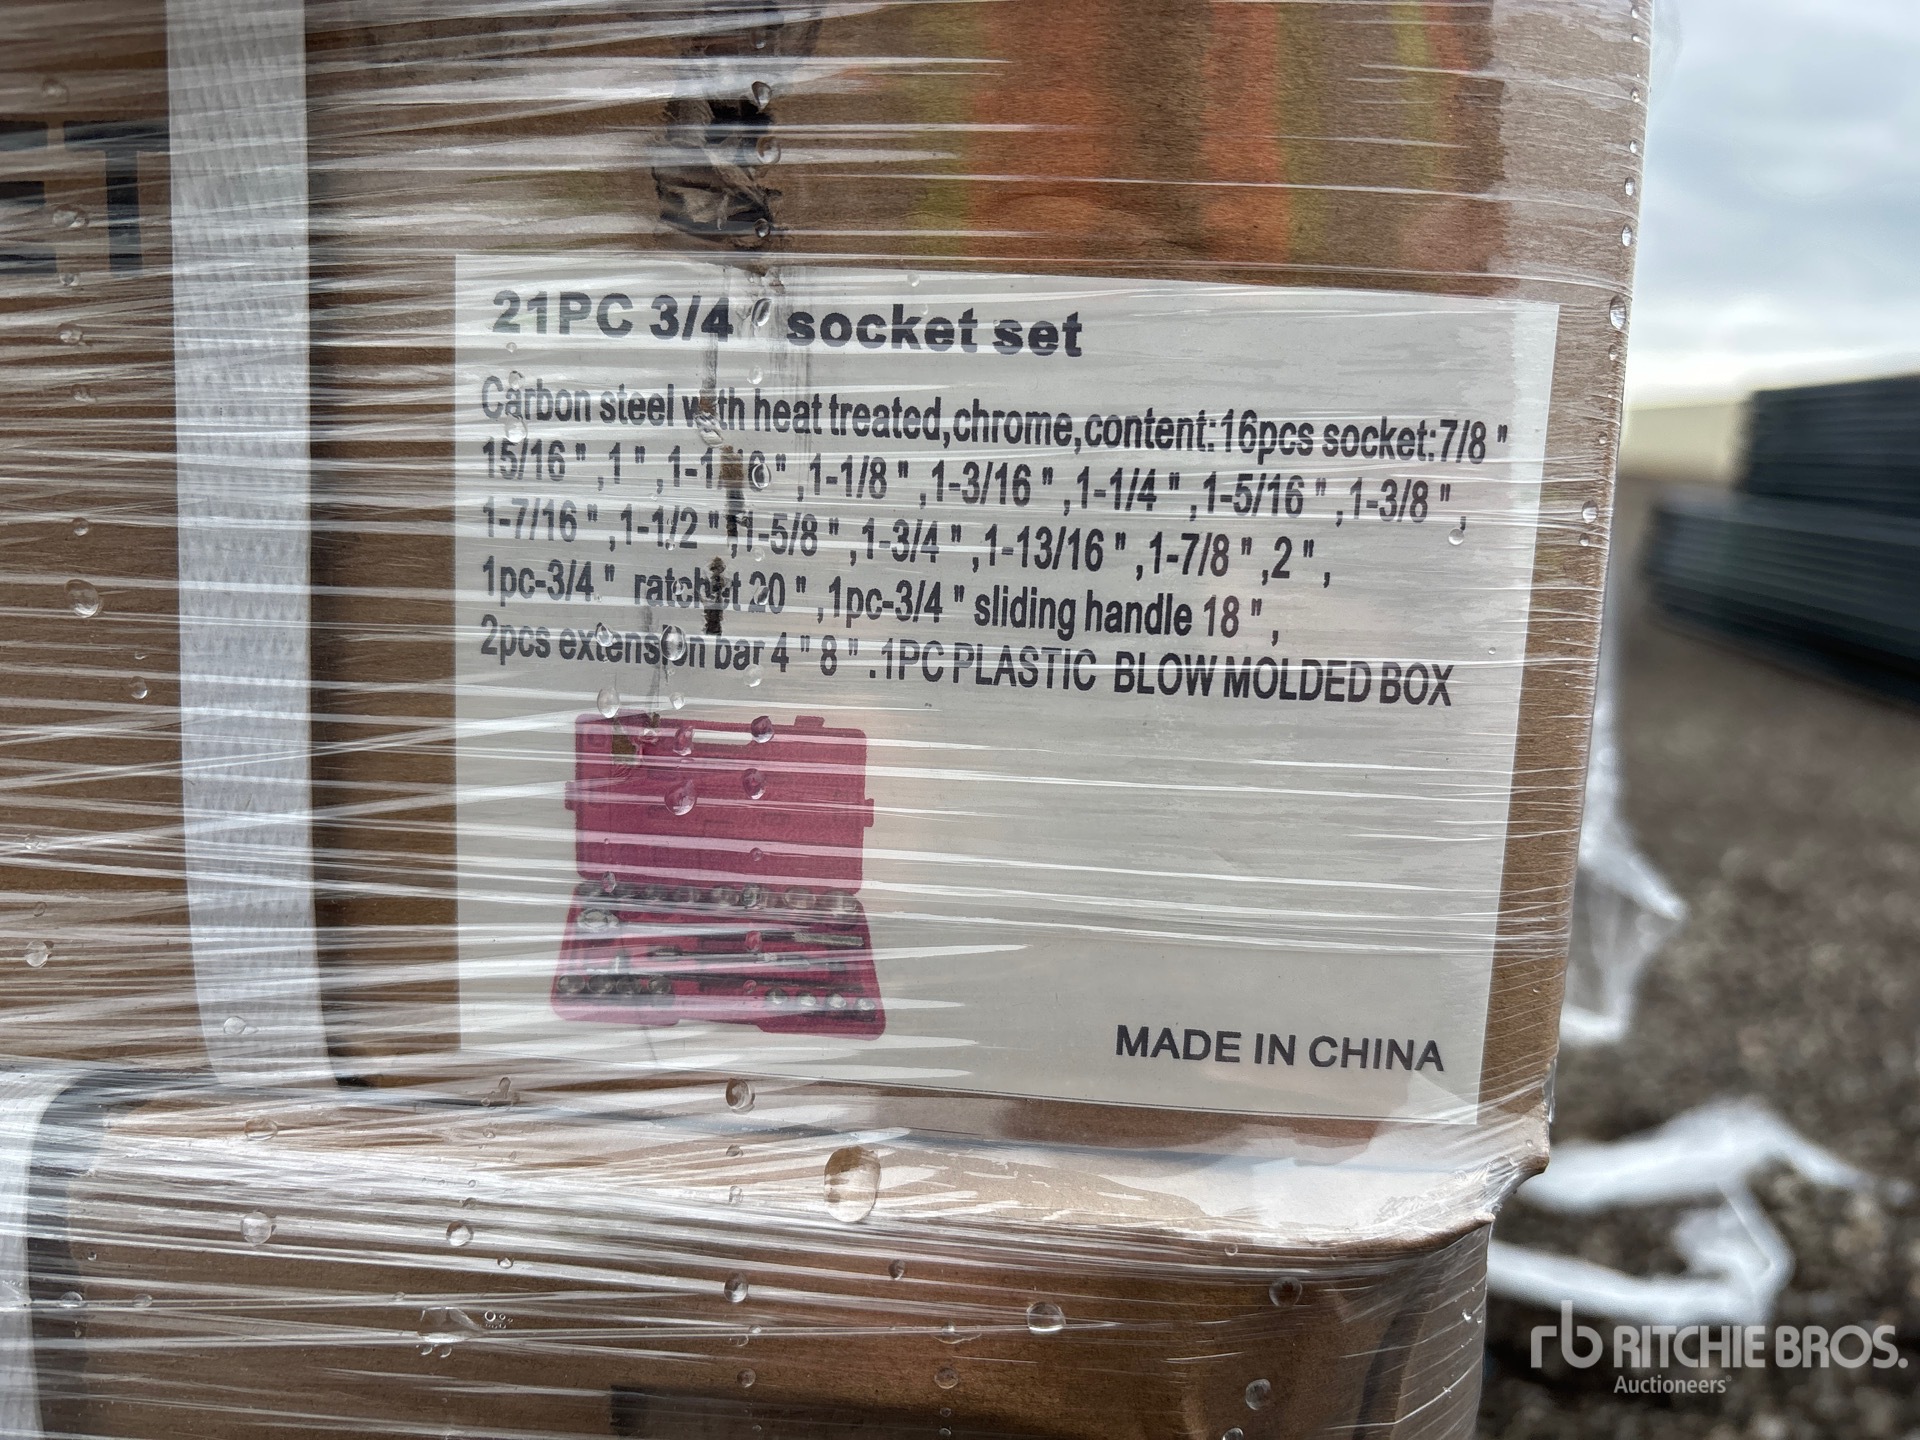 21PC 3/4 " socket set
Carbon steel with heat treated,chrome,content:16pcs socket:7/8 "
15/16 " ,1 " ,1-1/16 " ,1-1/8 " ,1-3/16 " ,1-1/4 " ,1-5/16 " ,1-3/8 " ,
1-7/16 " ,1-1/2 " ,1-5/8 " ,1-3/4 " ,1-13/16 " ,1-7/8 " ,2 " ,
1pc-3/4 " ratchet 20 " ,1pc-3/4 " sliding handle 18 " ,
2pcs extension bar 4 " 8 " .1PC PLASTIC BLOW MOLDED BOX
MADE IN CHINA
rb RITCHIE BROS.
Auctioneers